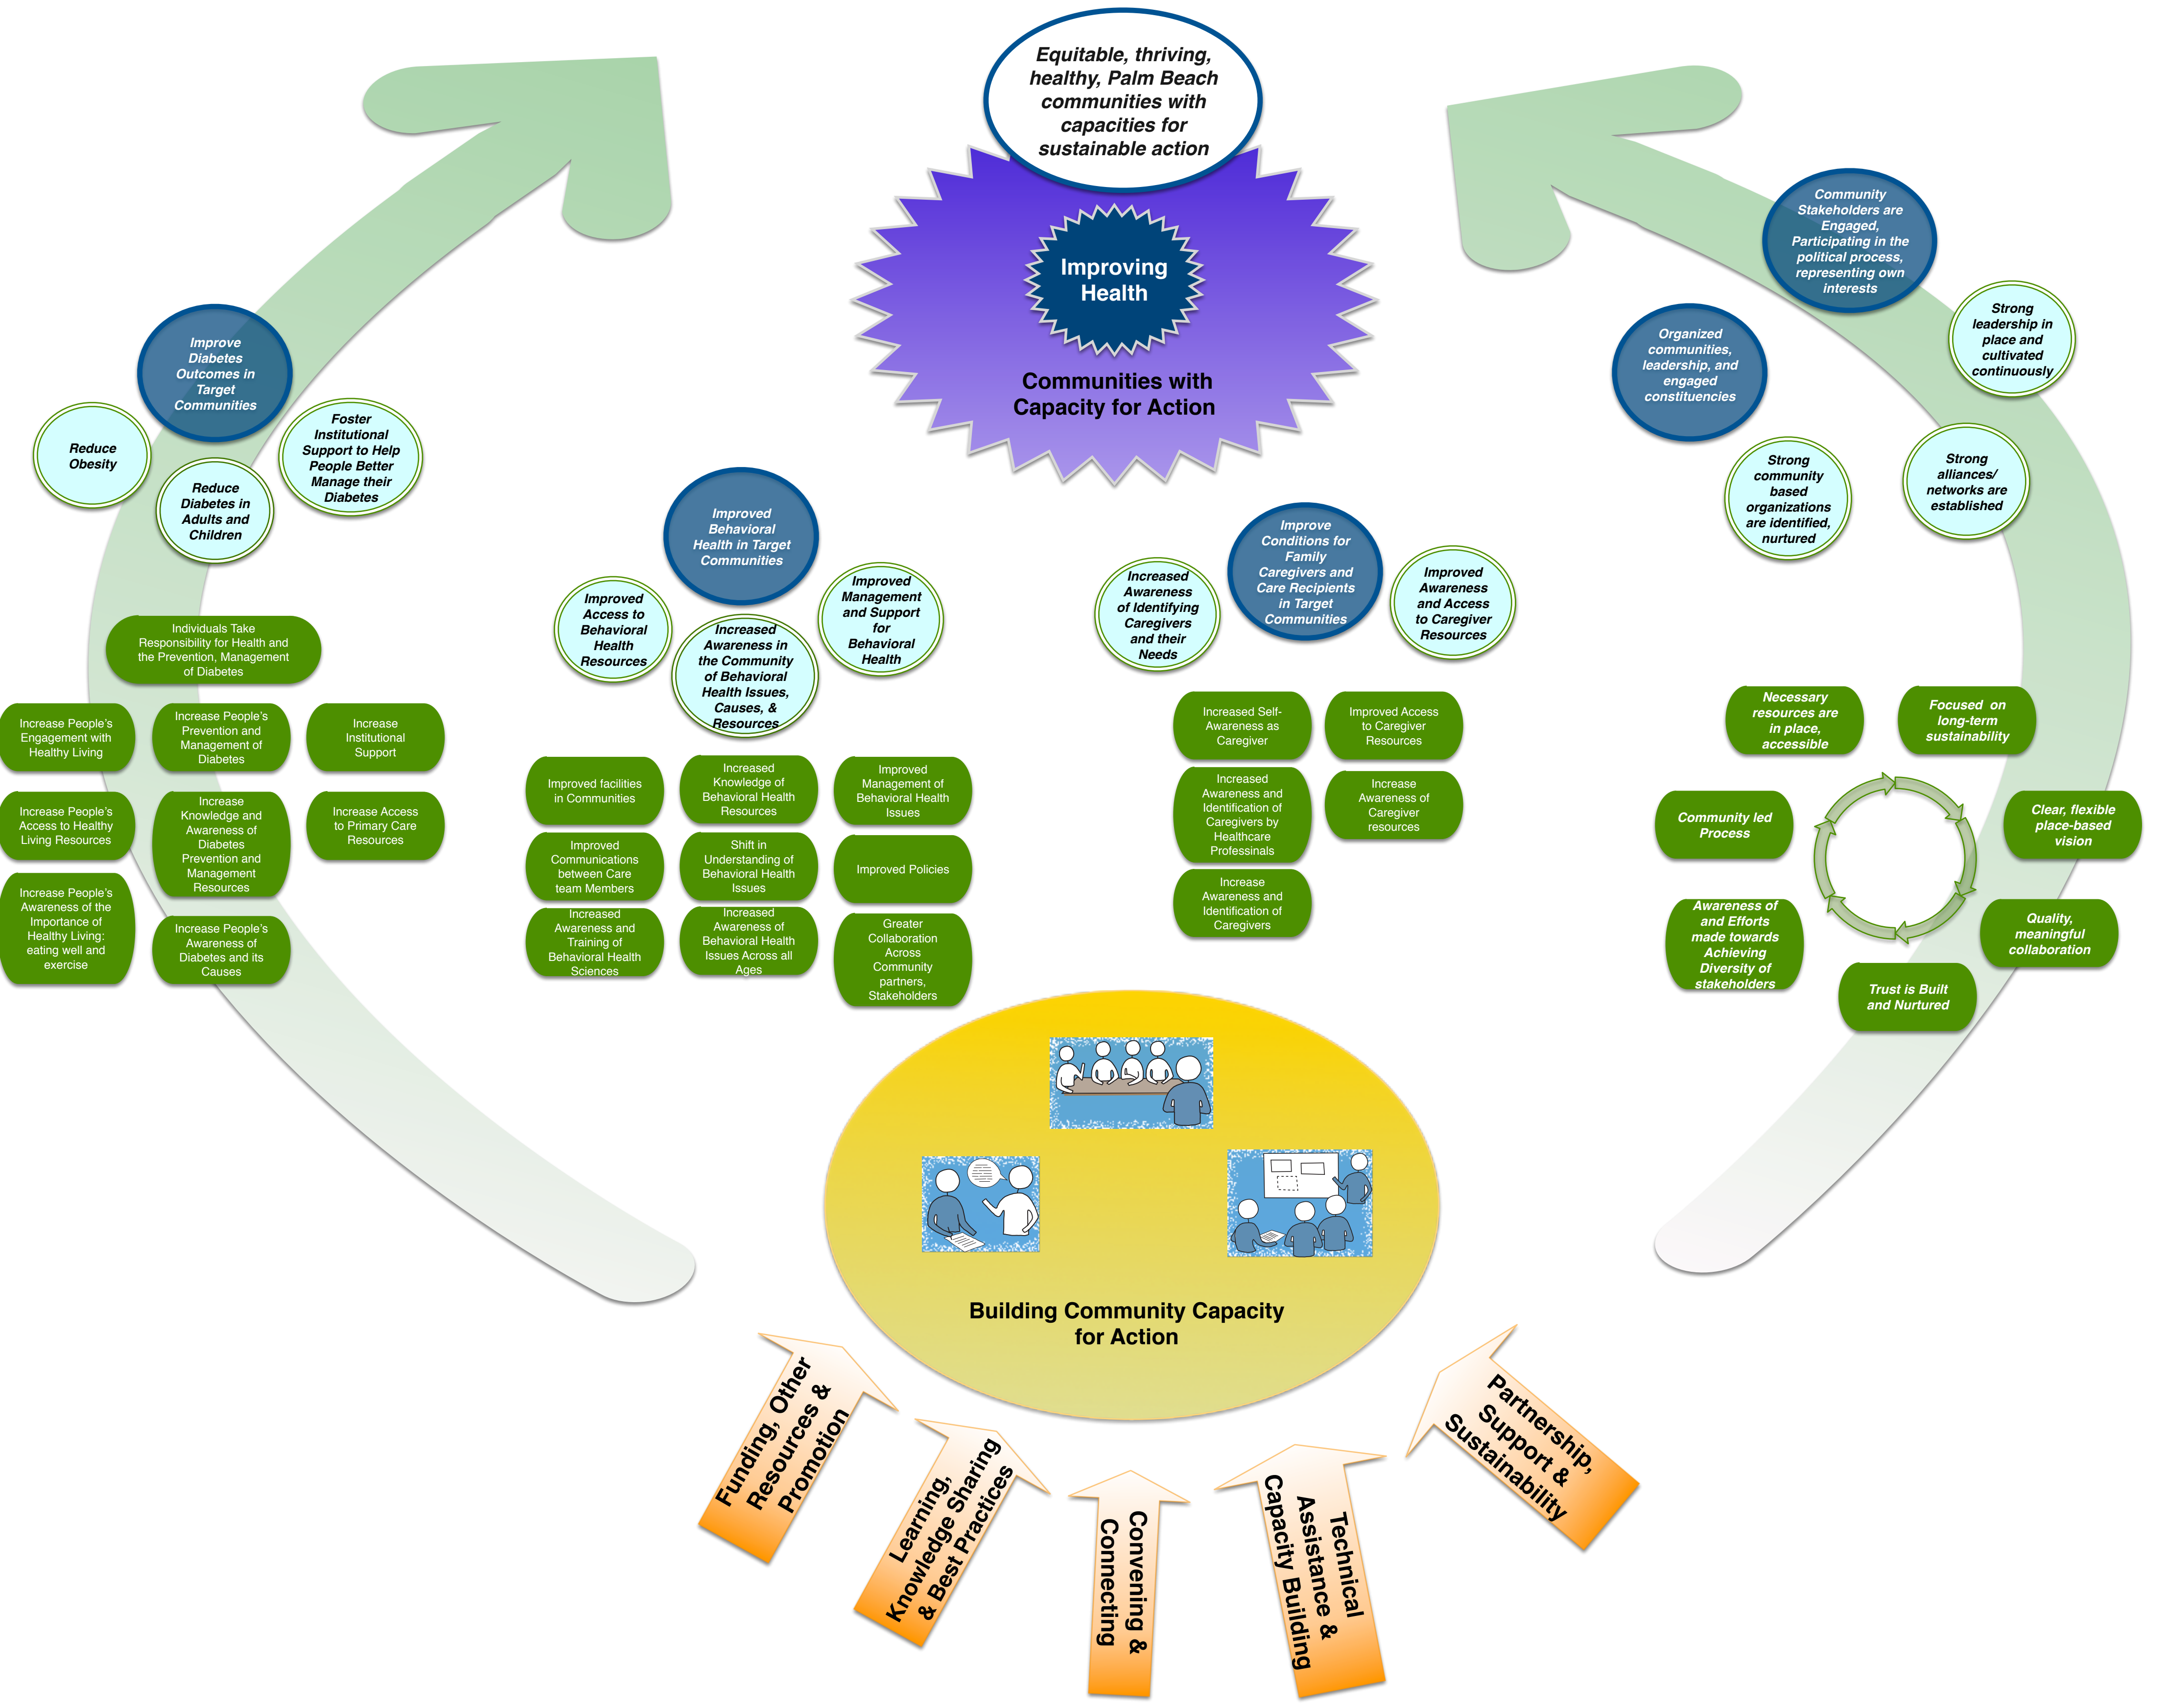 Equitable, thriving,
healthy, Palm Beach
communities with
capacities for
sustainable action
Improving
Health
Communities with
Capacity for Action
Improve
Diabetes
Outcomes in
Target
Communities
Reduce
Obesity
Reduce
Diabetes in
Adults and
Children
Foster
Institutional
Support to Help
People Better
Manage their
Diabetes
Individuals Take
Responsibility for Health and
the Prevention, Management
of Diabetes
Increase People's
Engagement with
Healthy Living
Increase People's
Prevention and
Management of
Diabetes
Increase
Institutional
Support
Increase People's
Access to Healthy
Living Resources
Increase
Knowledge and
Awareness of
Diabetes
Prevention and
Management
Resources
Increase Access
to Primary Care
Resources
Increase People's
Awareness of the
Importance of
Healthy Living:
eating well and
exercise
Increase People's
Awareness of
Diabetes and its
Causes
Improved
Behavioral
Health in Target
Communities
Improved
Access to
Behavioral
Health
Resources
Increased
Awareness in
the Community
of Behavioral
Health Issues,
Causes, &
Resources
Improved
Management
and Support
for
Behavioral
Health
Improved facilities
in Communities
Increased
Knowledge of
Behavioral Health
Resources
Improved
Management of
Behavioral Health
Issues
Improved
Communications
between Care
team Members
Shift in
Understanding of
Behavioral Health
Issues
Improved Policies
Increased
Awareness and
Training of
Behavioral Health
Sciences
Increased
Awareness of
Behavioral Health
Issues Across all
Ages
Greater
Collaboration
Across
Community
partners,
Stakeholders
Improve
Conditions for
Family
Caregivers and
Care Recipients
in Target
Communities
Increased
Awareness
of Identifying
Caregivers
and their
Needs
Improved
Awareness
and Access
to Caregiver
Resources
Increased Self-
Awareness as
Caregiver
Improved Access
to Caregiver
Resources
Increased
Awareness and
Identification of
Caregivers by
Healthcare
Professinals
Increase
Awareness of
Caregiver
resources
Increase
Awareness and
Identification of
Caregivers
Community
Stakeholders are
Engaged,
Participating in the
political process,
representing own
interests
Organized
communities,
leadership, and
engaged
constituencies
Strong
leadership in
place and
cultivated
continuously
Strong
community
based
organizations
are identified,
nurtured
Strong
alliances/
networks are
established
Necessary
resources are
in place,
accessible
Focused on
long-term
sustainability
Community led
Process
Clear, flexible
place-based
vision
Awareness of
and Efforts
made towards
Achieving
Diversity of
stakeholders
Quality,
meaningful
collaboration
Trust is Built
and Nurtured
Building Community Capacity
for Action
Funding, Other
Resources &
Promotion
Learning,
Knowledge Sharing
& Best Practices
Convening &
Connecting
Technical
Assistance &
Capacity Building
Partnership,
Support &
Sustainability